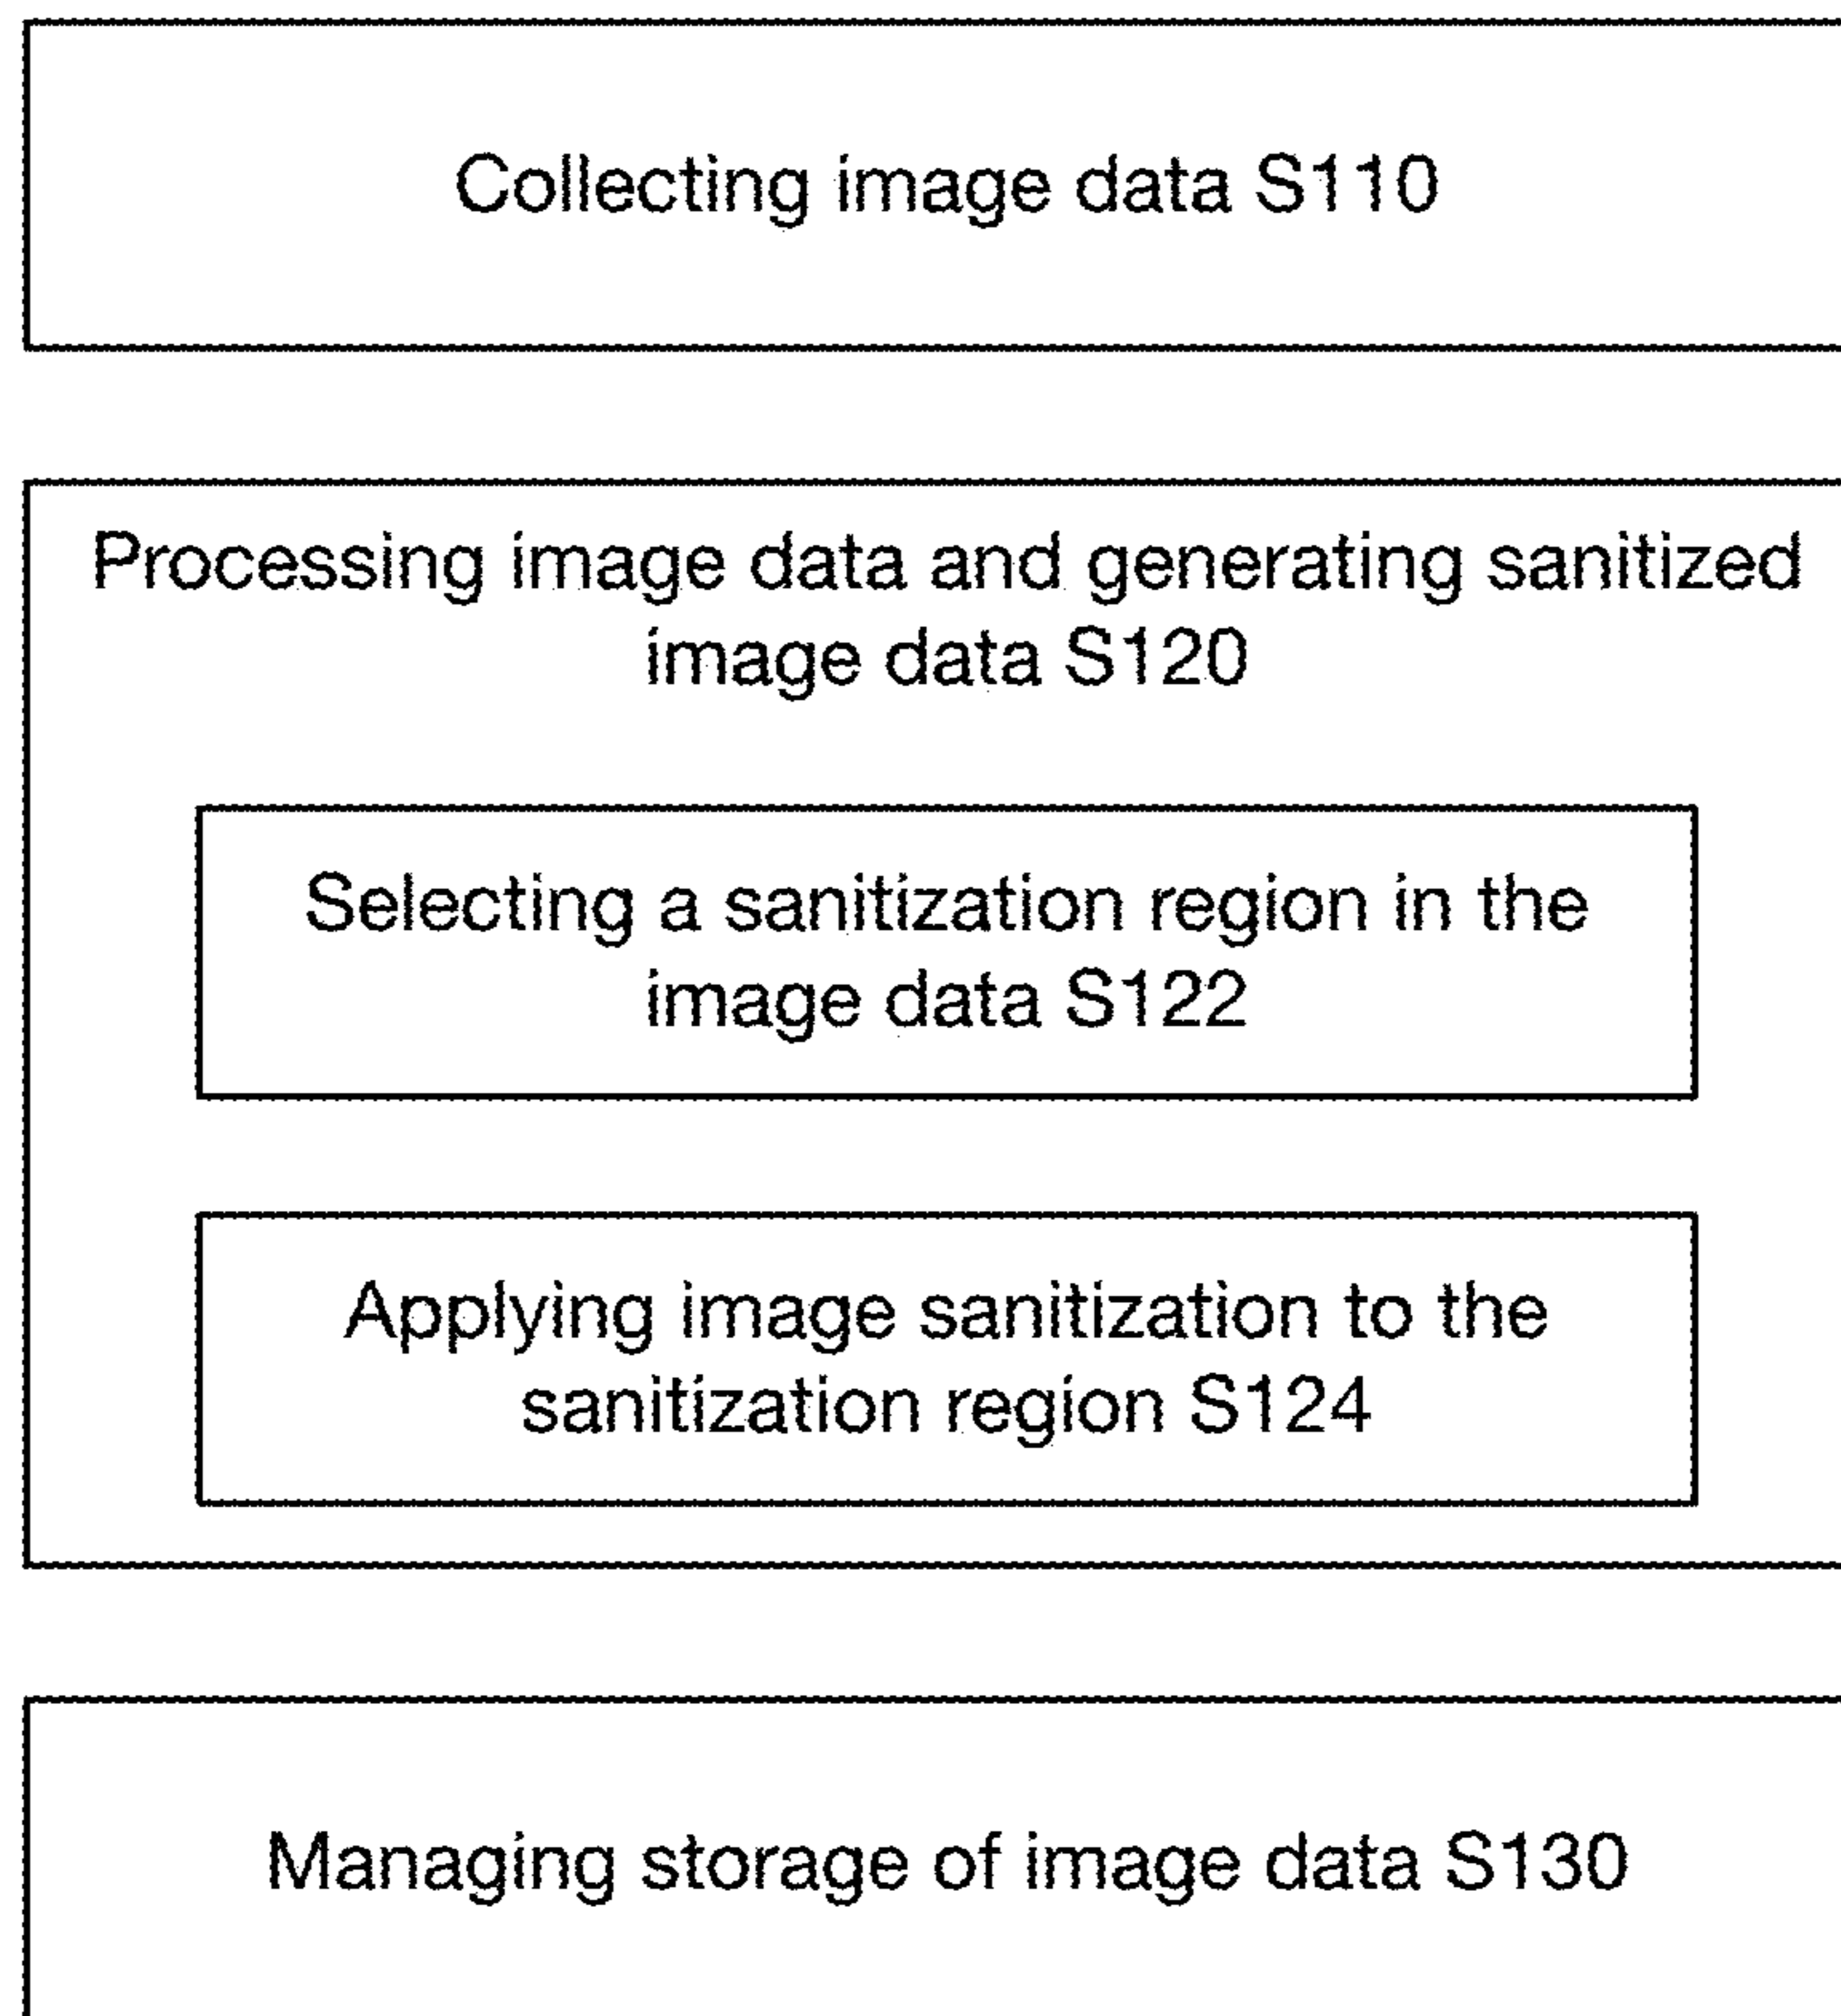 Collecting image data S110
Processing image data and generating sanitized
image data S120
Selecting a sanitization region in the
image data S122
Applying image sanitization to the
sanitization region S124
Managing storage of image data S130